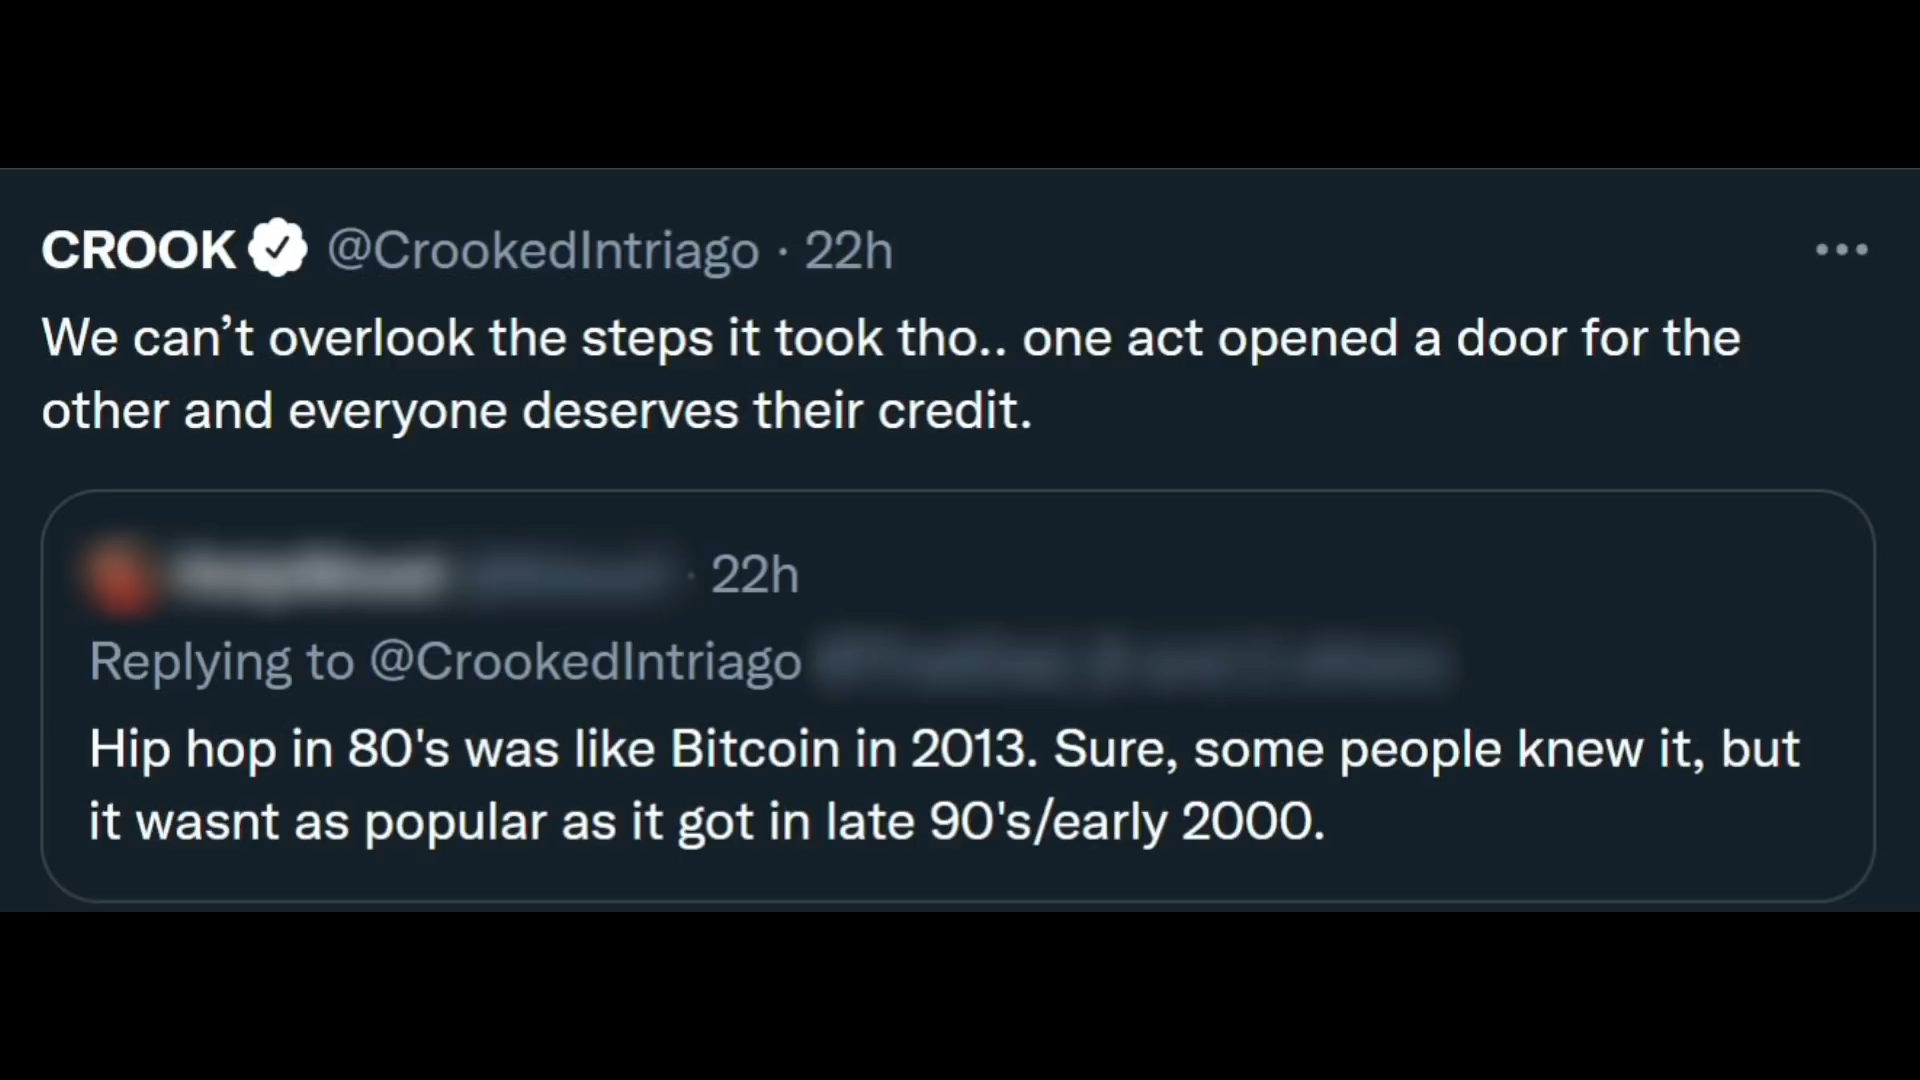 CROOK @CrookedIntriago · 22h
We can’t overlook the steps it took tho.. one act opened a door for the
other and everyone deserves their credit.
· 22h
Replying to @CrookedIntriago
Hip hop in 80's was like Bitcoin in 2013. Sure, some people knew it, but
it wasnt as popular as it got in late 90's/early 2000.